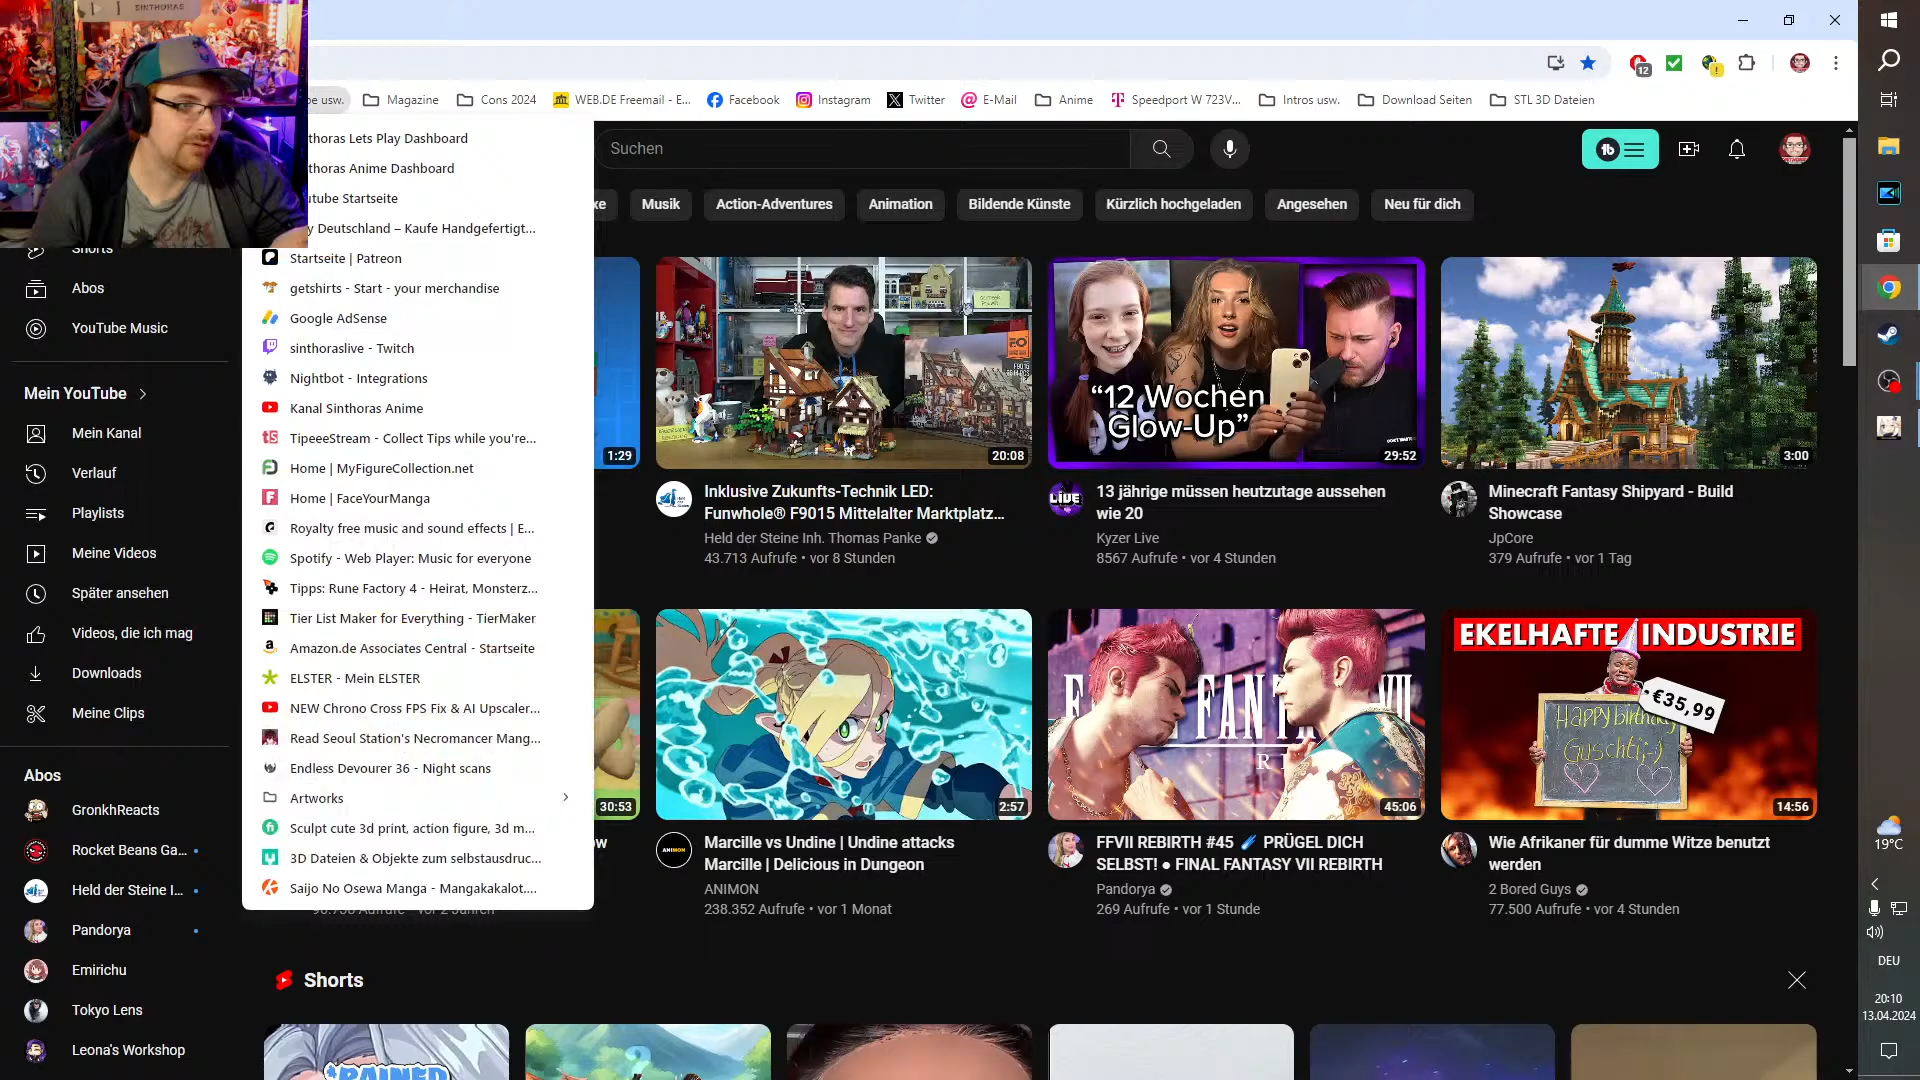 SINTHORAS
be usw.
Magazine
Cons 2024
WEB.DE Freemail - E...
Facebook
Instagram
Twitter
E-Mail
Anime
Speedport W 723V...
Intros usw.
Download Seiten
STL 3D Dateien
12
thoras Lets Play Dashboard
thoras Anime Dashboard
utube Startseite
y Deutschland – Kaufe Handgefertigt...
Startseite | Patreon
getshirts - Start - your merchandise
Google AdSense
sinthoraslive - Twitch
Nightbot - Integrations
Kanal Sinthoras Anime
TipeeeStream - Collect Tips while you're...
Home | MyFigureCollection.net
Home | FaceYourManga
Royalty free music and sound effects | E...
Spotify - Web Player: Music for everyone
Tipps: Rune Factory 4 - Heirat, Monsterz...
Tier List Maker for Everything - TierMaker
Amazon.de Associates Central - Startseite
ELSTER - Mein ELSTER
NEW Chrono Cross FPS Fix & AI Upscaler...
Read Seoul Station's Necromancer Mang...
Endless Devourer 36 - Night scans
Artworks
Sculpt cute 3d print, action figure, 3d m...
3D Dateien & Objekte zum selbstausdruc...
Saijo No Osewa Manga - Mangakakalot....
Suchen
xe
Musik
Action-Adventures
Animation
Bildende Künste
Kürzlich hochgeladen
Angesehen
Neu für dich
Shorts
Abos
YouTube Music
Mein YouTube
Mein Kanal
Verlauf
Playlists
Meine Videos
Später ansehen
Videos, die ich mag
Downloads
Meine Clips
Abos
GronkhReacts
Rocket Beans Ga...
Held der Steine I...
Pandorya
Emirichu
Tokyo Lens
Leona's Workshop
1:29
20:08
Inklusive Zukunfts-Technik LED:
Funwhole® F9015 Mittelalter Marktplatz...
Held der Steine Inh. Thomas Panke
43.713 Aufrufe • vor 8 Stunden
“12 Wochen
Glow-Up”
29:52
LIVE
13 jährige müssen heutzutage aussehen
wie 20
Kyzer Live
8567 Aufrufe • vor 4 Stunden
3:00
Minecraft Fantasy Shipyard - Build
Showcase
JpCore
379 Aufrufe • vor 1 Tag
30:53
ow
2:57
ANIMON
Marcille vs Undine | Undine attacks
Marcille | Delicious in Dungeon
ANIMON
238.352 Aufrufe • vor 1 Monat
45:06
FFVII REBIRTH #45 ☄️ PRÜGEL DICH
SELBST! ● FINAL FANTASY VII REBIRTH
Pandorya
269 Aufrufe • vor 1 Stunde
EKELHAFTE INDUSTRIE
€35,99
Happy birthday
Guschti;-)
14:56
Wie Afrikaner für dumme Witze benutzt
werden
2 Bored Guys
77.500 Aufrufe • vor 4 Stunden
Shorts
19°C
DEU
20:10
13.04.2024